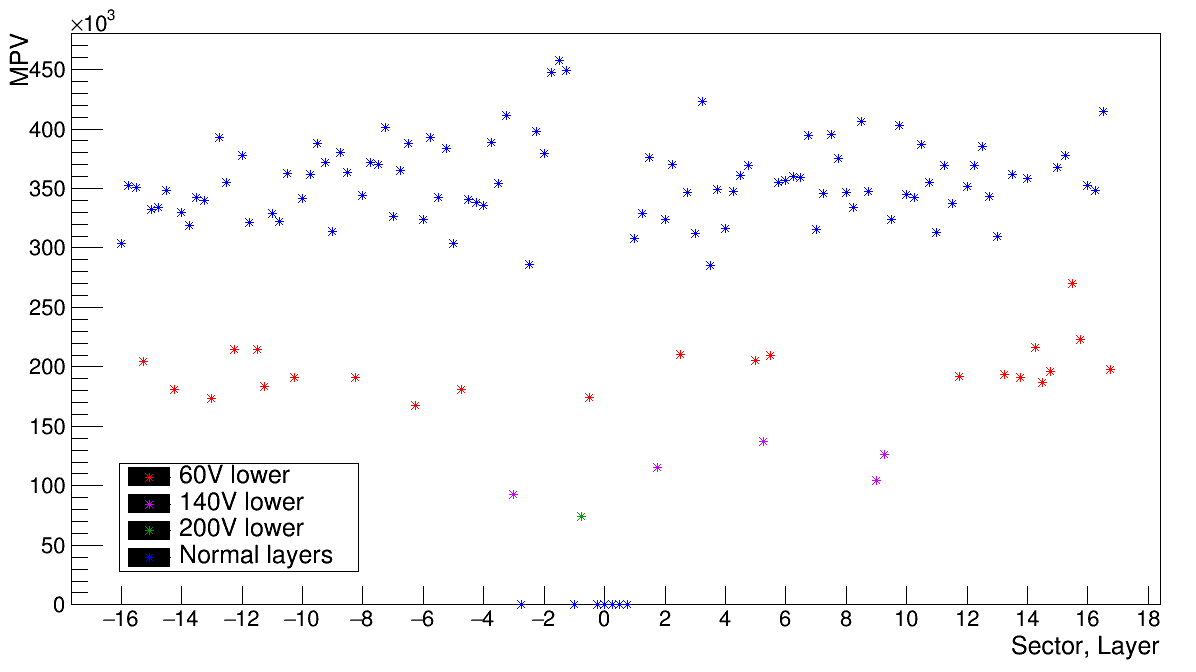 ×10³
MPV
450
400
350
300
250
200
150
100
50
0
60V lower
140V lower
200V lower
Normal layers
−16 −14 −12 −10 −8 −6 −4 −2 0 2 4 6 8 10 12 14 16 18
Sector, Layer